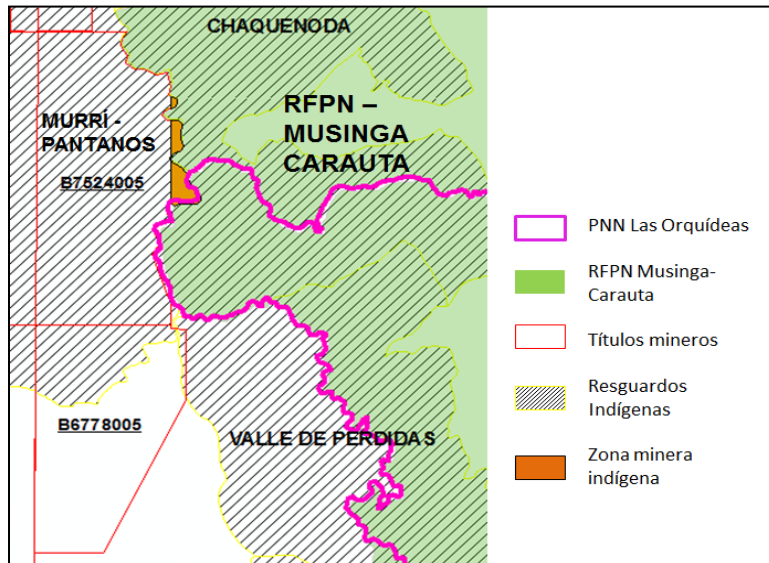 CHAQUENODA
RFPN –
MUSINGA
CARAUTA
MURRÍ -
PANTANOS
B7524005
B6778005
VALLE DE PERDIDAS
PNN Las Orquídeas
RFPN Musinga-
Carauta
Títulos mineros
Resguardos
Indígenas
Zona minera
indígena